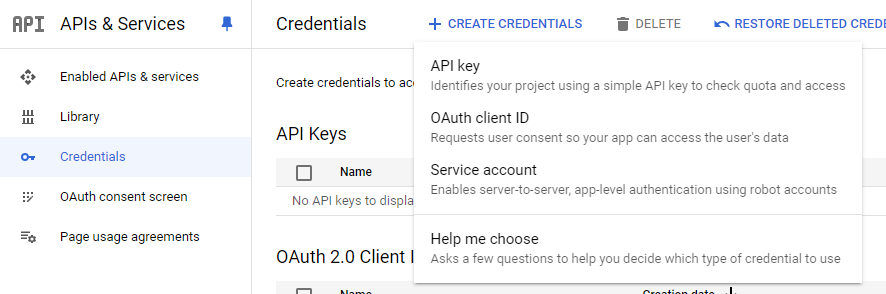 API APIs & Services
Credentials
CREATE CREDENTIALS
DELETE
RESTORE DELETED
Enabled APIs & services
Library
Credentials
OAuth consent screen
Page usage agreements
Create credentials to
API Keys
Name
No API keys to
OAuth 2.0 Client
Name
Creation date
API key
Identifies your project using a simple API key to check quota and access
OAuth client ID
Requests user consent so your app can access the user's data
Service account
Enables server-to-server, app-level authentication using robot accounts
Help me choose
Asks a few questions to help you decide which type of credential to use